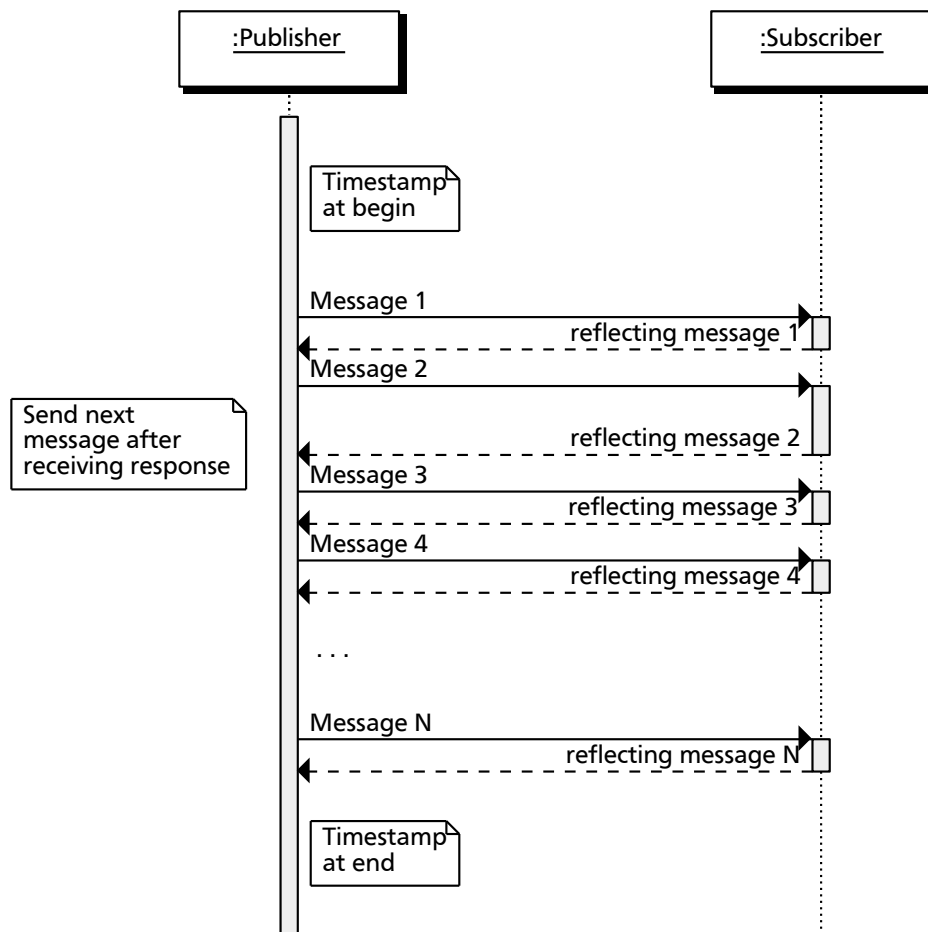 :Publisher
:Subscriber
Timestamp
at begin
Message 1
reflecting message 1
Message 2
Send next
message after
receiving response
reflecting message 2
Message 3
reflecting message 3
Message 4
reflecting message 4
. . .
Message N
reflecting message N
Timestamp
at end